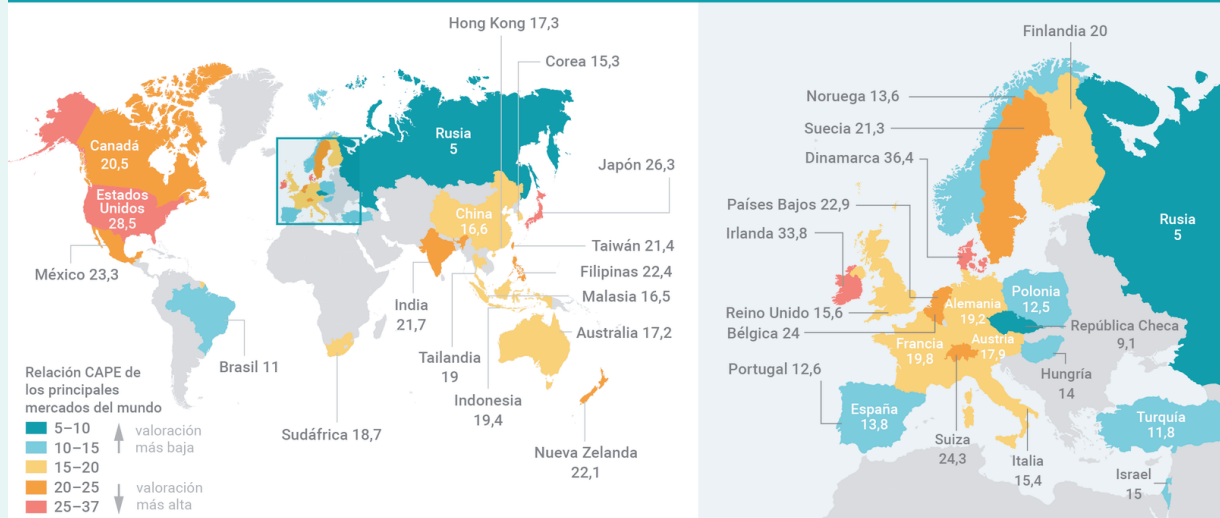 Hong Kong 17,3
Corea 15,3
Rusia
5
Canadá
20,5
Japón 26,3
Estados
Unidos
28,5
China
16,6
Taiwán 21,4
México 23,3
Filipinas 22,4
India
21,7
Malasia 16,5
Australia 17,2
Brasil 11
Tailandia
19
Indonesia
19,4
Sudáfrica 18,7
Nueva Zelanda
22,1
Relación CAPE de
los principales
mercados del mundo
5–10
10–15
15–20
20–25
25–37
valoración
más baja
valoración
más alta
Finlandia 20
Noruega 13,6
Suecia 21,3
Dinamarca 36,4
Países Bajos 22,9
Irlanda 33,8
Rusia
5
Polonia
12,5
Alemania
19,2
Reino Unido 15,6
Bélgica 24
República Checa
9,1
Francia
19,8
Austria
17,9
Portugal 12,6
Hungría
14
España
13,8
Turquía
11,8
Suiza
24,3
Italia
15,4
Israel
15